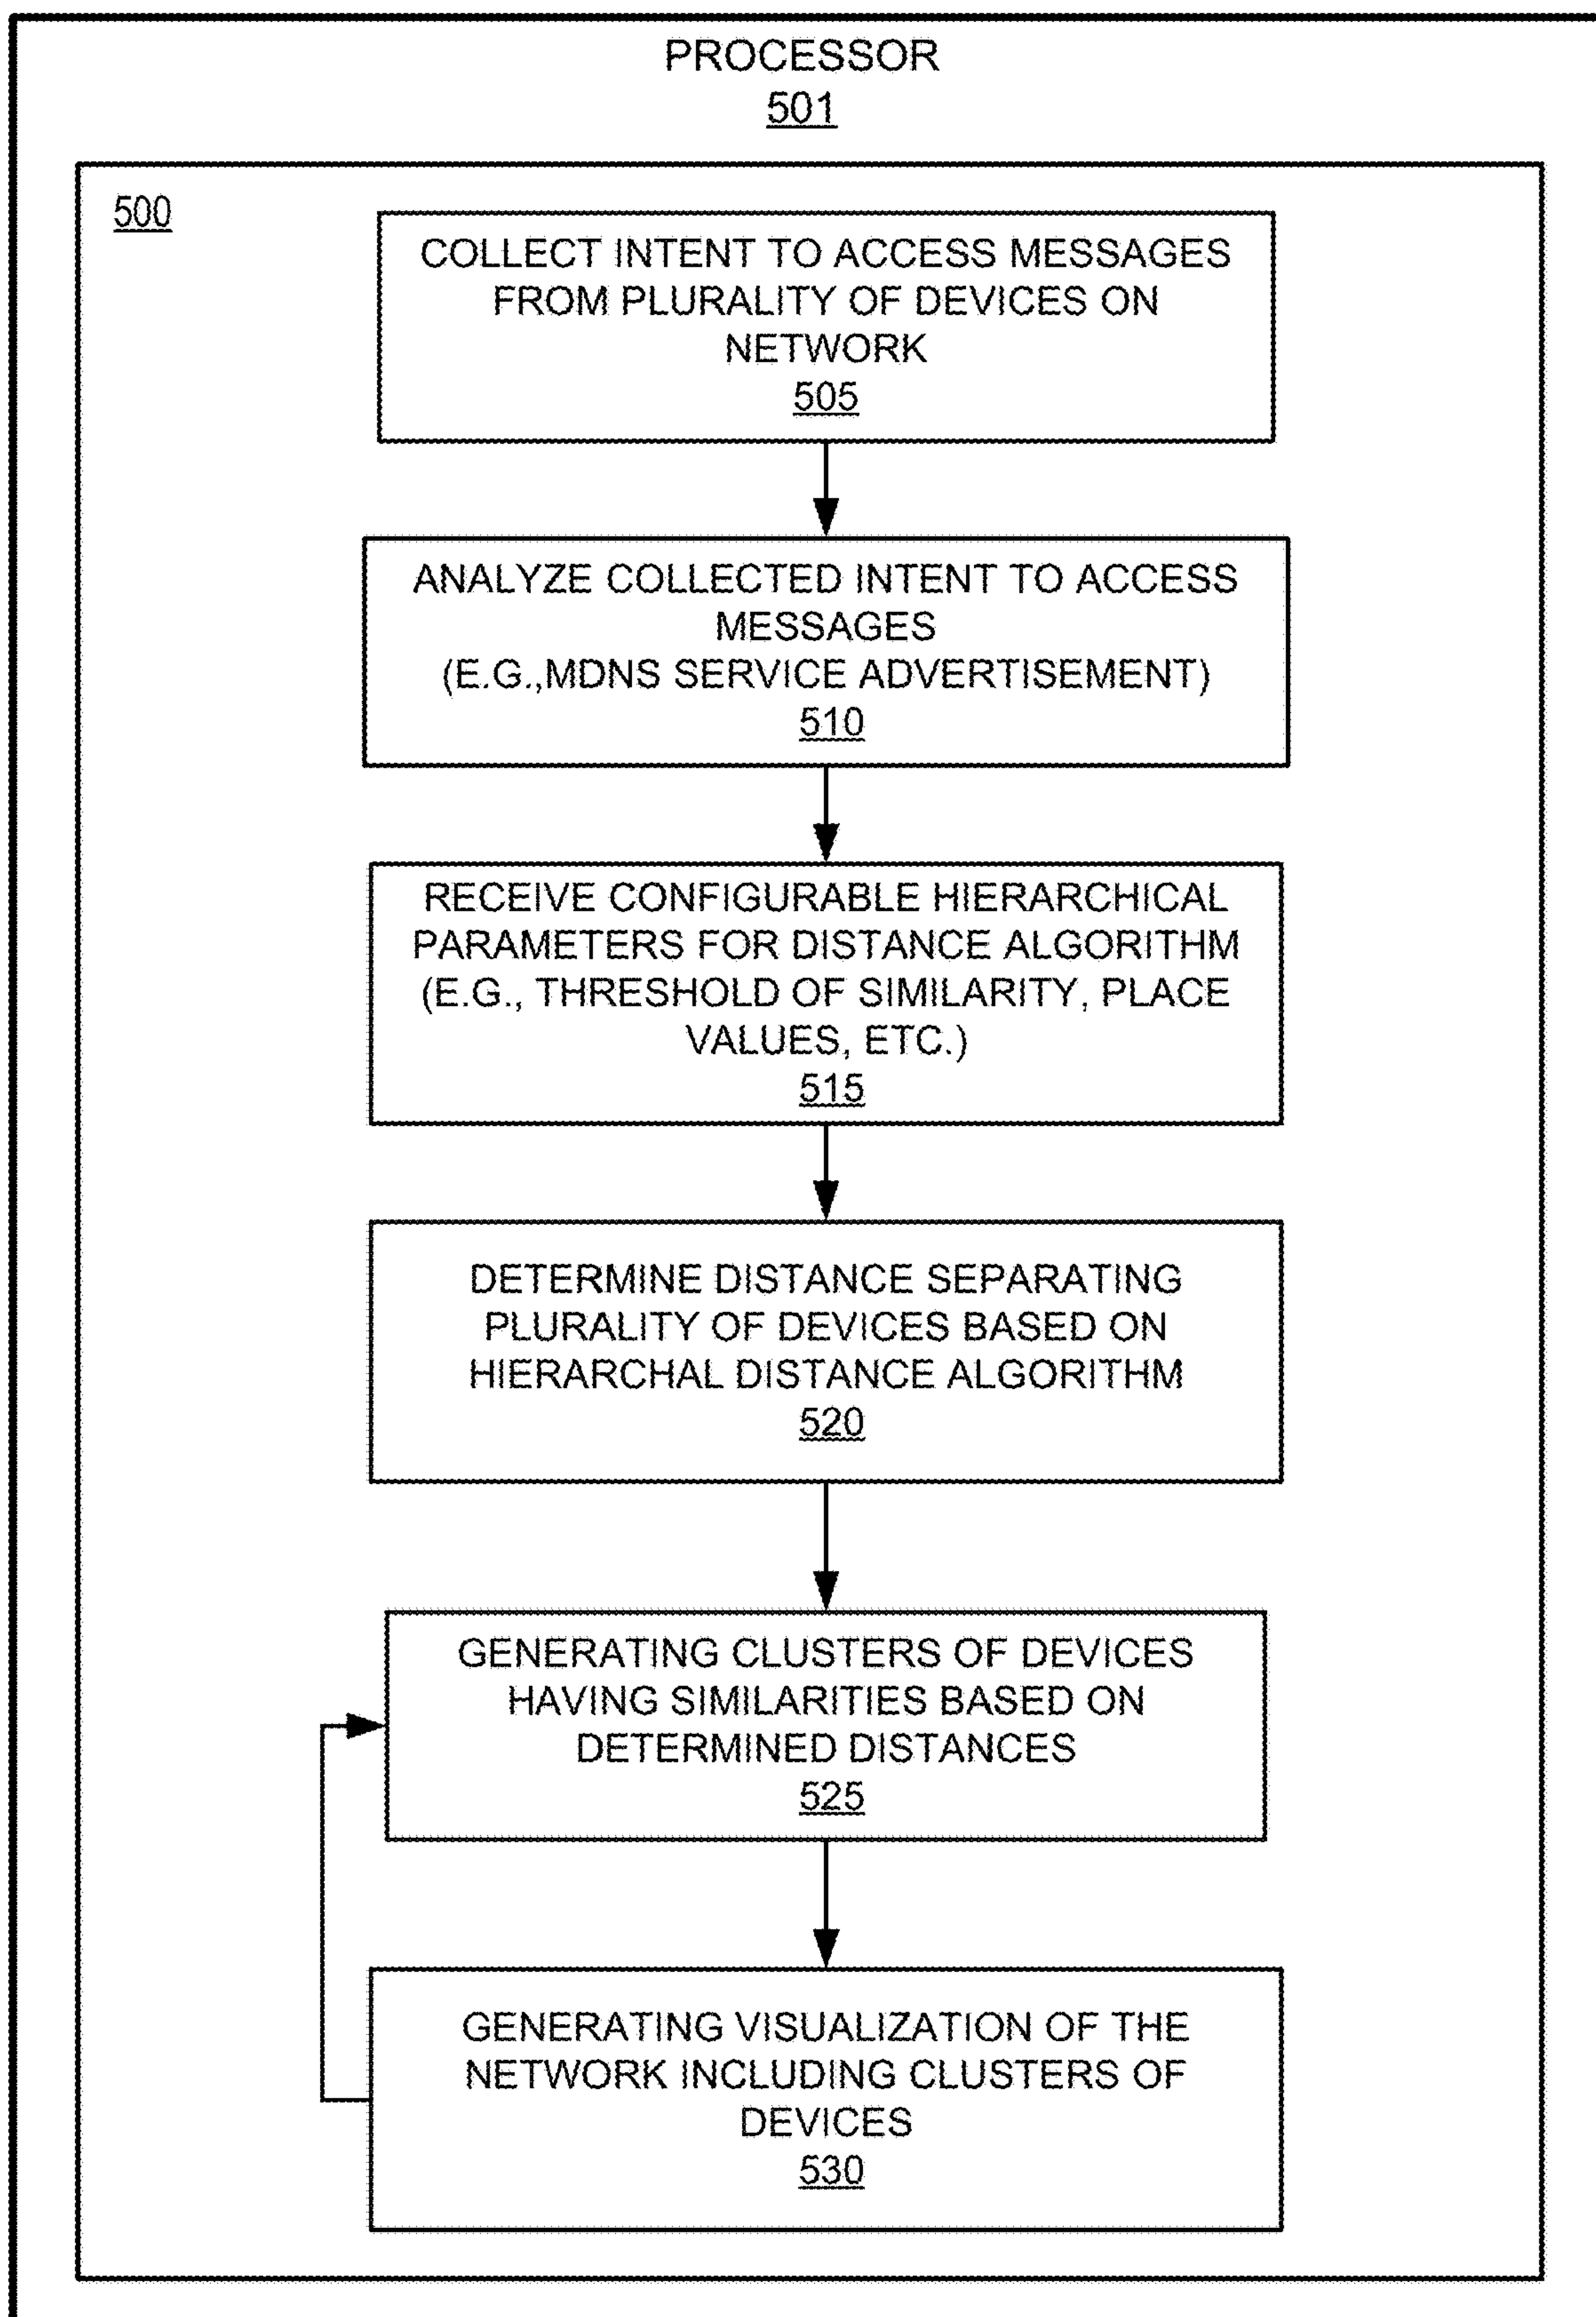 PROCESSOR
501
500
COLLECT INTENT TO ACCESS MESSAGES
FROM PLURALITY OF DEVICES ON
NETWORK
505
ANALYZE COLLECTED INTENT TO ACCESS
MESSAGES
(E.G.,MDNS SERVICE ADVERTISEMENT)
510
RECEIVE CONFIGURABLE HIERARCHICAL
PARAMETERS FOR DISTANCE ALGORITHM
(E.G., THRESHOLD OF SIMILARITY, PLACE
VALUES, ETC.)
515
DETERMINE DISTANCE SEPARATING
PLURALITY OF DEVICES BASED ON
HIERARCHAL DISTANCE ALGORITHM
520
GENERATING CLUSTERS OF DEVICES
HAVING SIMILARITIES BASED ON
DETERMINED DISTANCES
525
GENERATING VISUALIZATION OF THE
NETWORK INCLUDING CLUSTERS OF
DEVICES
530